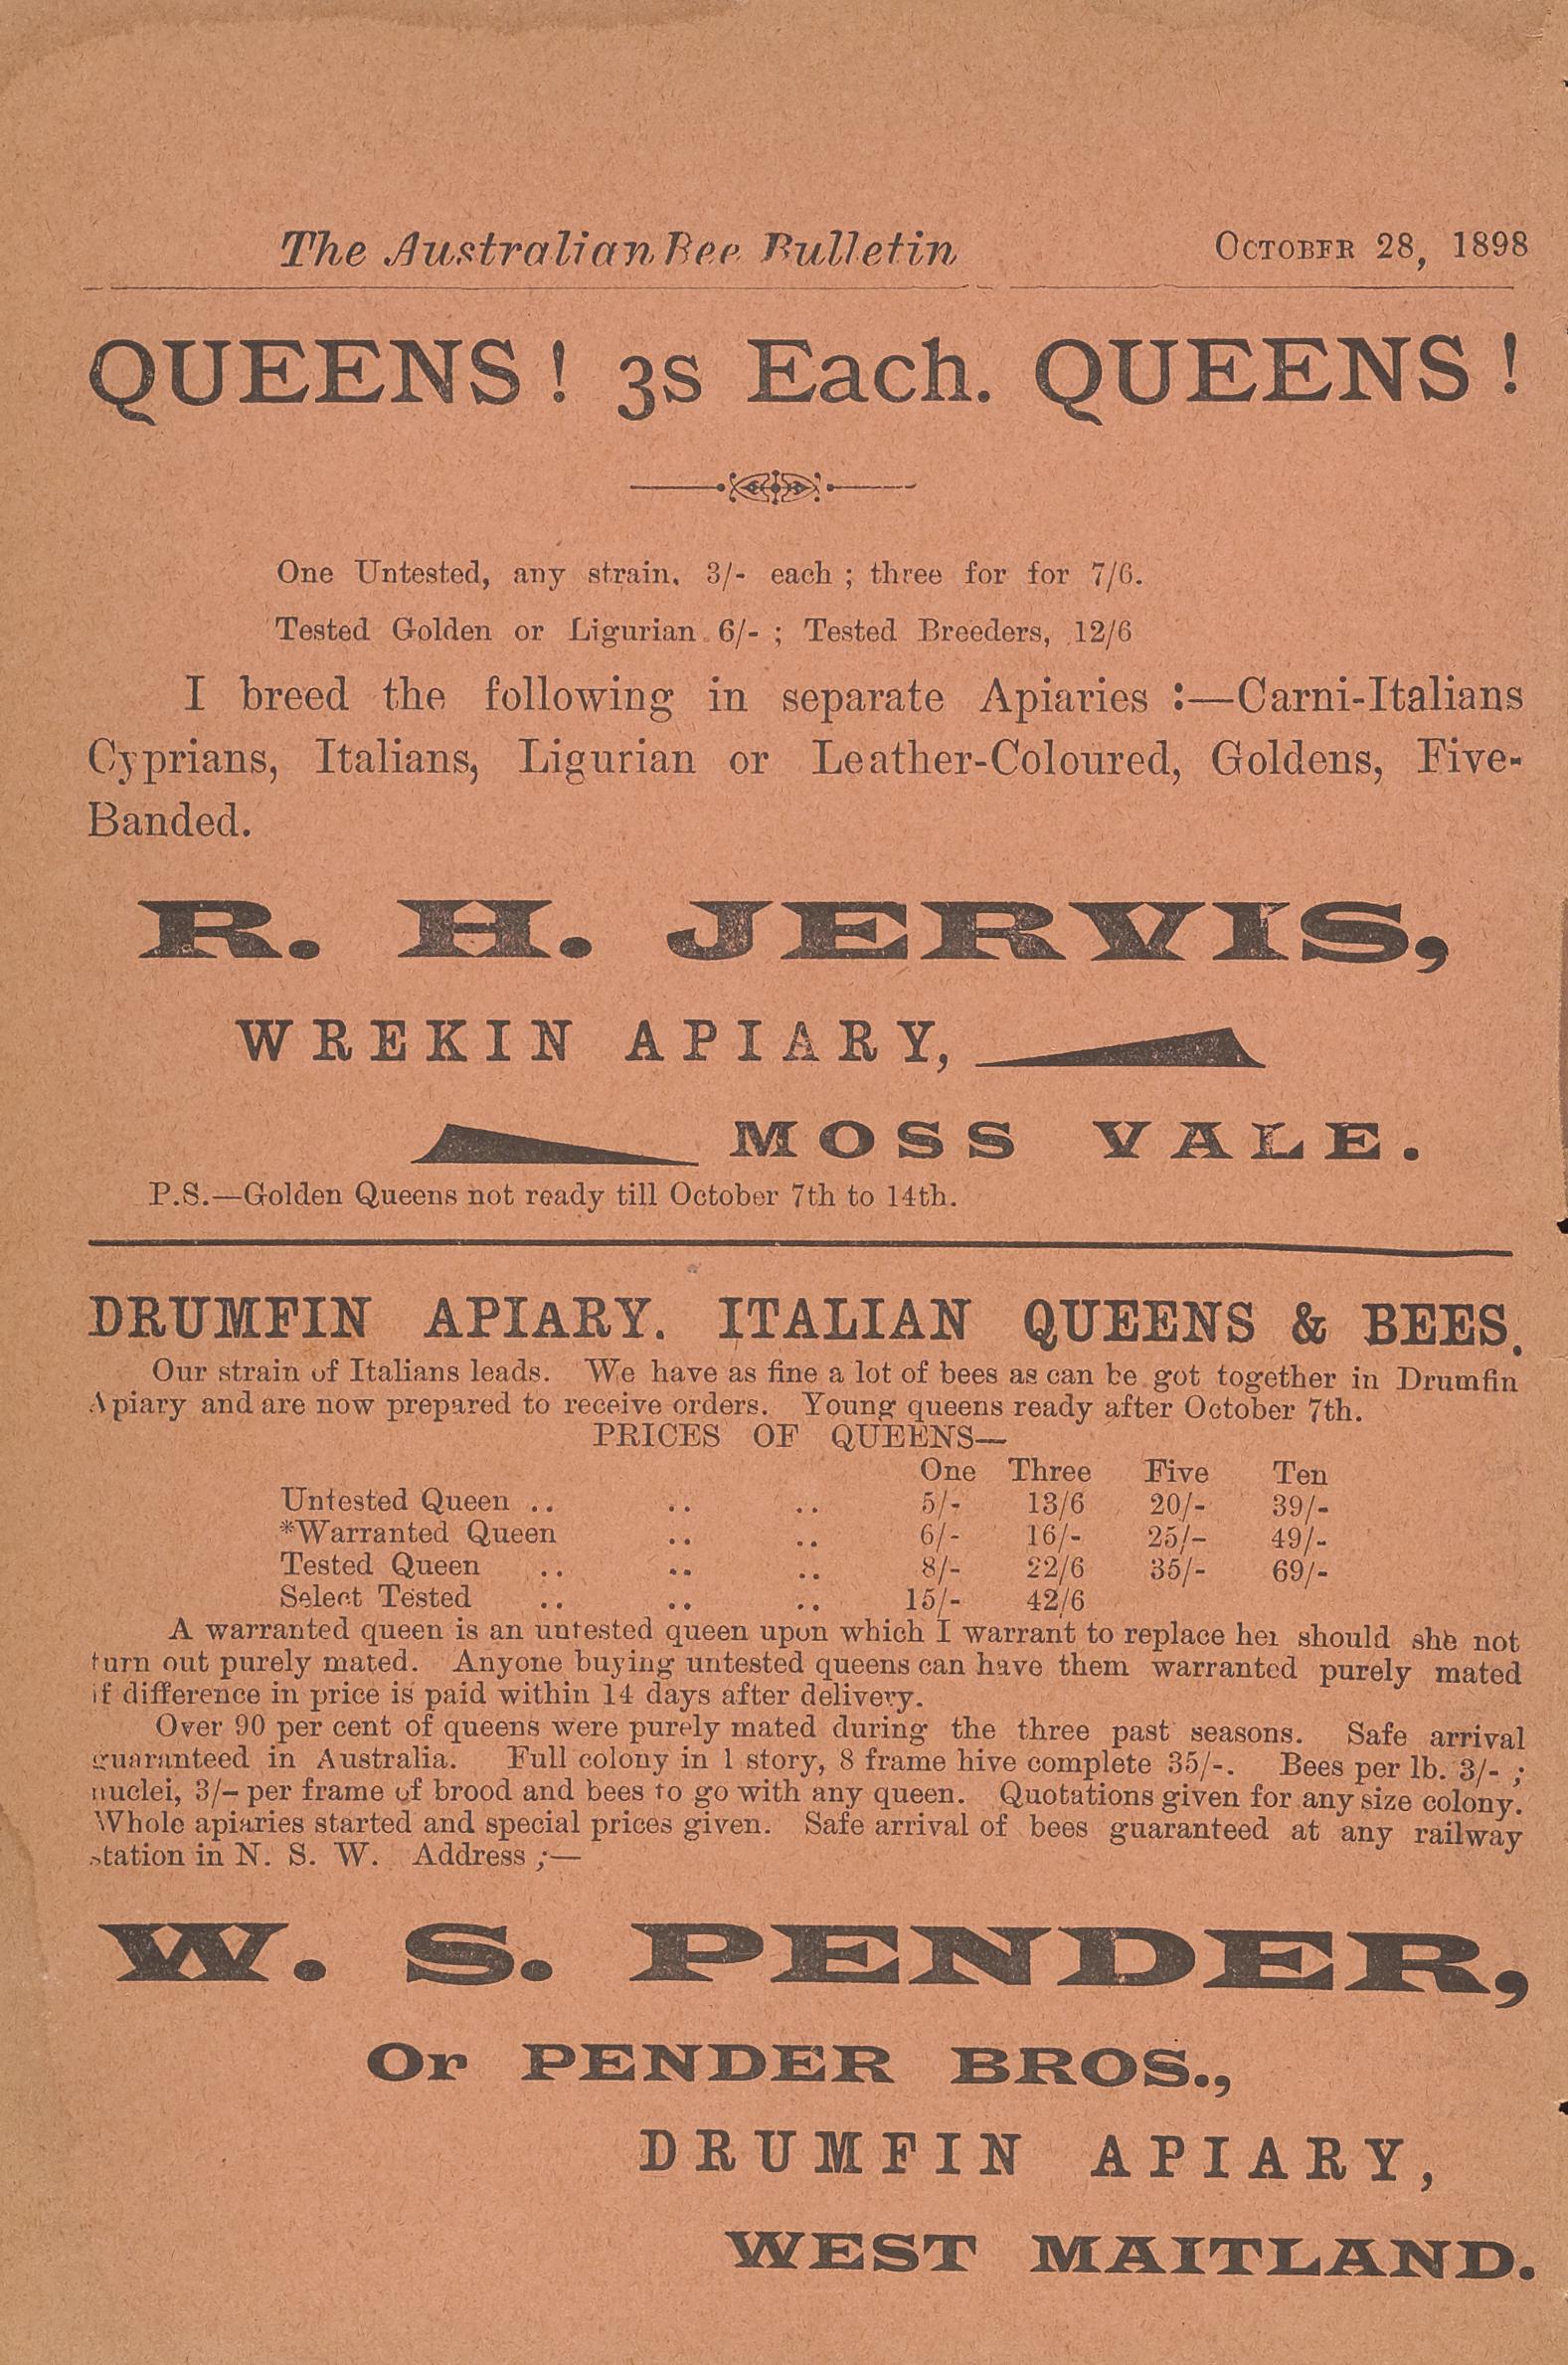 The Australian Bee Bulletin OCTOBER 28, 1898
QUEENS! 3s Each. QUEENS!
One Untested, any strain. 3/- each; three for for 7/6.
Tested Golden or Ligurian 6/-; Tested Breeders, 12/6
I breed the following in separate Apiaries:—Carni-Italians
Cyprians, Italians, Ligurian or Leather-Coloured, Goldens, Five-
Banded.
R. H. JERVIS,
WREKIN APIARY,
MOSS VALE.
P.S.—Golden Queens not ready till October 7th to 14th.
DRUMFIN APIARY. ITALIAN QUEENS & BEES.
Our strain of Italians leads. We have as fine a lot of bees as can be got together in Drumfin
Apiary and are now prepared to receive orders. Young queens ready after October 7th.
PRICES OF QUEENS—
One Three Five Ten
Untested Queen .. .. .. 5/- 13/6 20/- 39/-
*Warranted Queen .. .. 6/- 16/- 25/- 49/-
Tested Queen .. .. .. 8/- 22/6 35/- 69/-
Select Tested .. .. .. 15/- 42/6
A warranted queen is an untested queen upon which I warrant to replace her should she not
turn out purely mated. Anyone buying untested queens can have them warranted purely mated
if difference in price is paid within 14 days after delivery.
Over 90 per cent of queens were purely mated during the three past seasons. Safe arrival
guaranteed in Australia. Full colony in 1 story, 8 frame hive complete 35/-. Bees per lb. 3/-;
nuclei, 3/- per frame of brood and bees to go with any queen. Quotations given for any size colony.
Whole apiaries started and special prices given. Safe arrival of bees guaranteed at any railway
station in N. S. W. Address;—
W. S. PENDER,
Or PENDER BROS.,
DRUMFIN APIARY,
WEST MAITLAND.